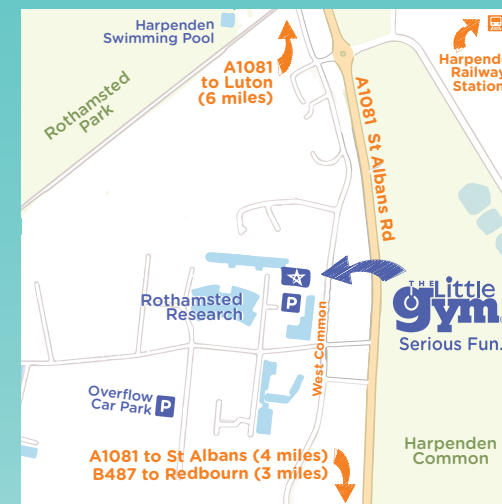 Harpenden
Swimming Pool
Rothamsted
Park
A1081
to Luton
(6 miles)
Harpenden
Railway
Station
A1081 St Albans Rd
THE Little
gym
Serious Fun.
Rothamsted
Research
P
West Common
Overflow
Car Park P
A1081 to St Albans (4 miles)
B487 to Redbourn (3 miles)
Harpenden
Common